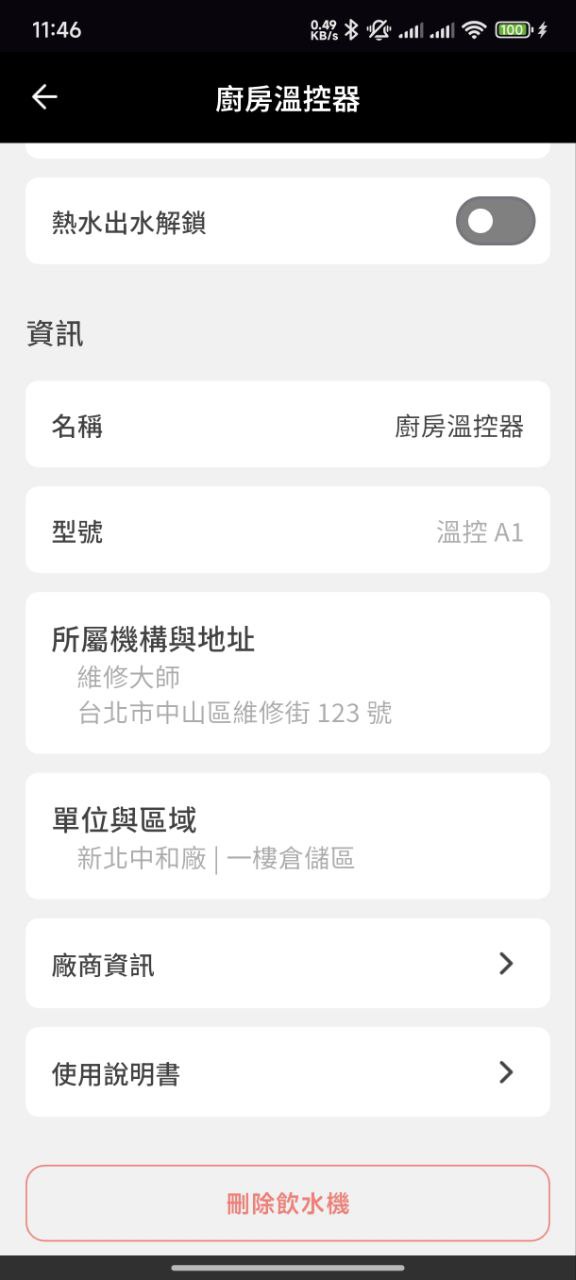 11:46
0.49 KB/s
100
廚房溫控器
熱水出水解鎖
資訊
名稱 廚房溫控器
型號 溫控 A1
所屬機構與地址
維修大師
台北市中山區維修街 123 號
單位與區域
新北中和廠 | 一樓倉儲區
廠商資訊
使用說明書
刪除飲水機